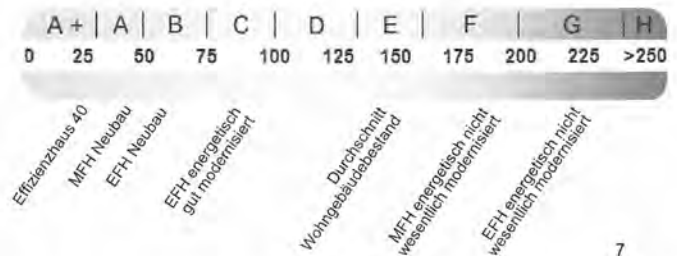 A+ | A | B | C | D | E | F | G | H
0 25 50 75 100 125 150 175 200 225 >250
Effizienzhaus 40
MFH Neubau
EFH Neubau
EFH energetisch
gut modernisiert
Durchschnitt
Wohngebäudebestand
MFH energetisch nicht
wesentlich modernisiert
EFH energetisch nicht
wesentlich modernisiert
7